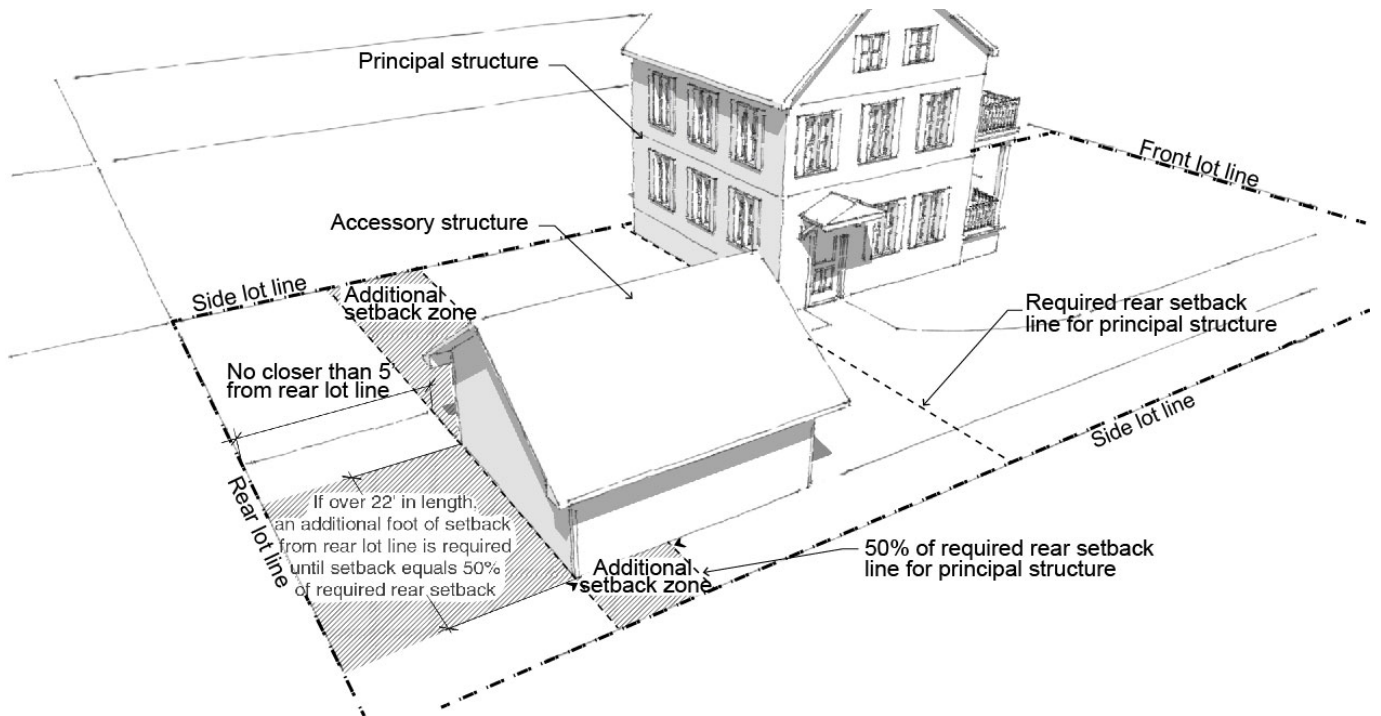 Principal structure
Front lot line
Accessory structure
Side lot line
Additional
setback zone
Required rear setback
line for principal structure
No closer than 5'
from rear lot line
Side lot line
Rear lot line
If over 22' in length,
an additional foot of setback
from rear lot line is required
until setback equals 50%
of required rear setback
Additional
setback zone
50% of required rear setback
line for principal structure